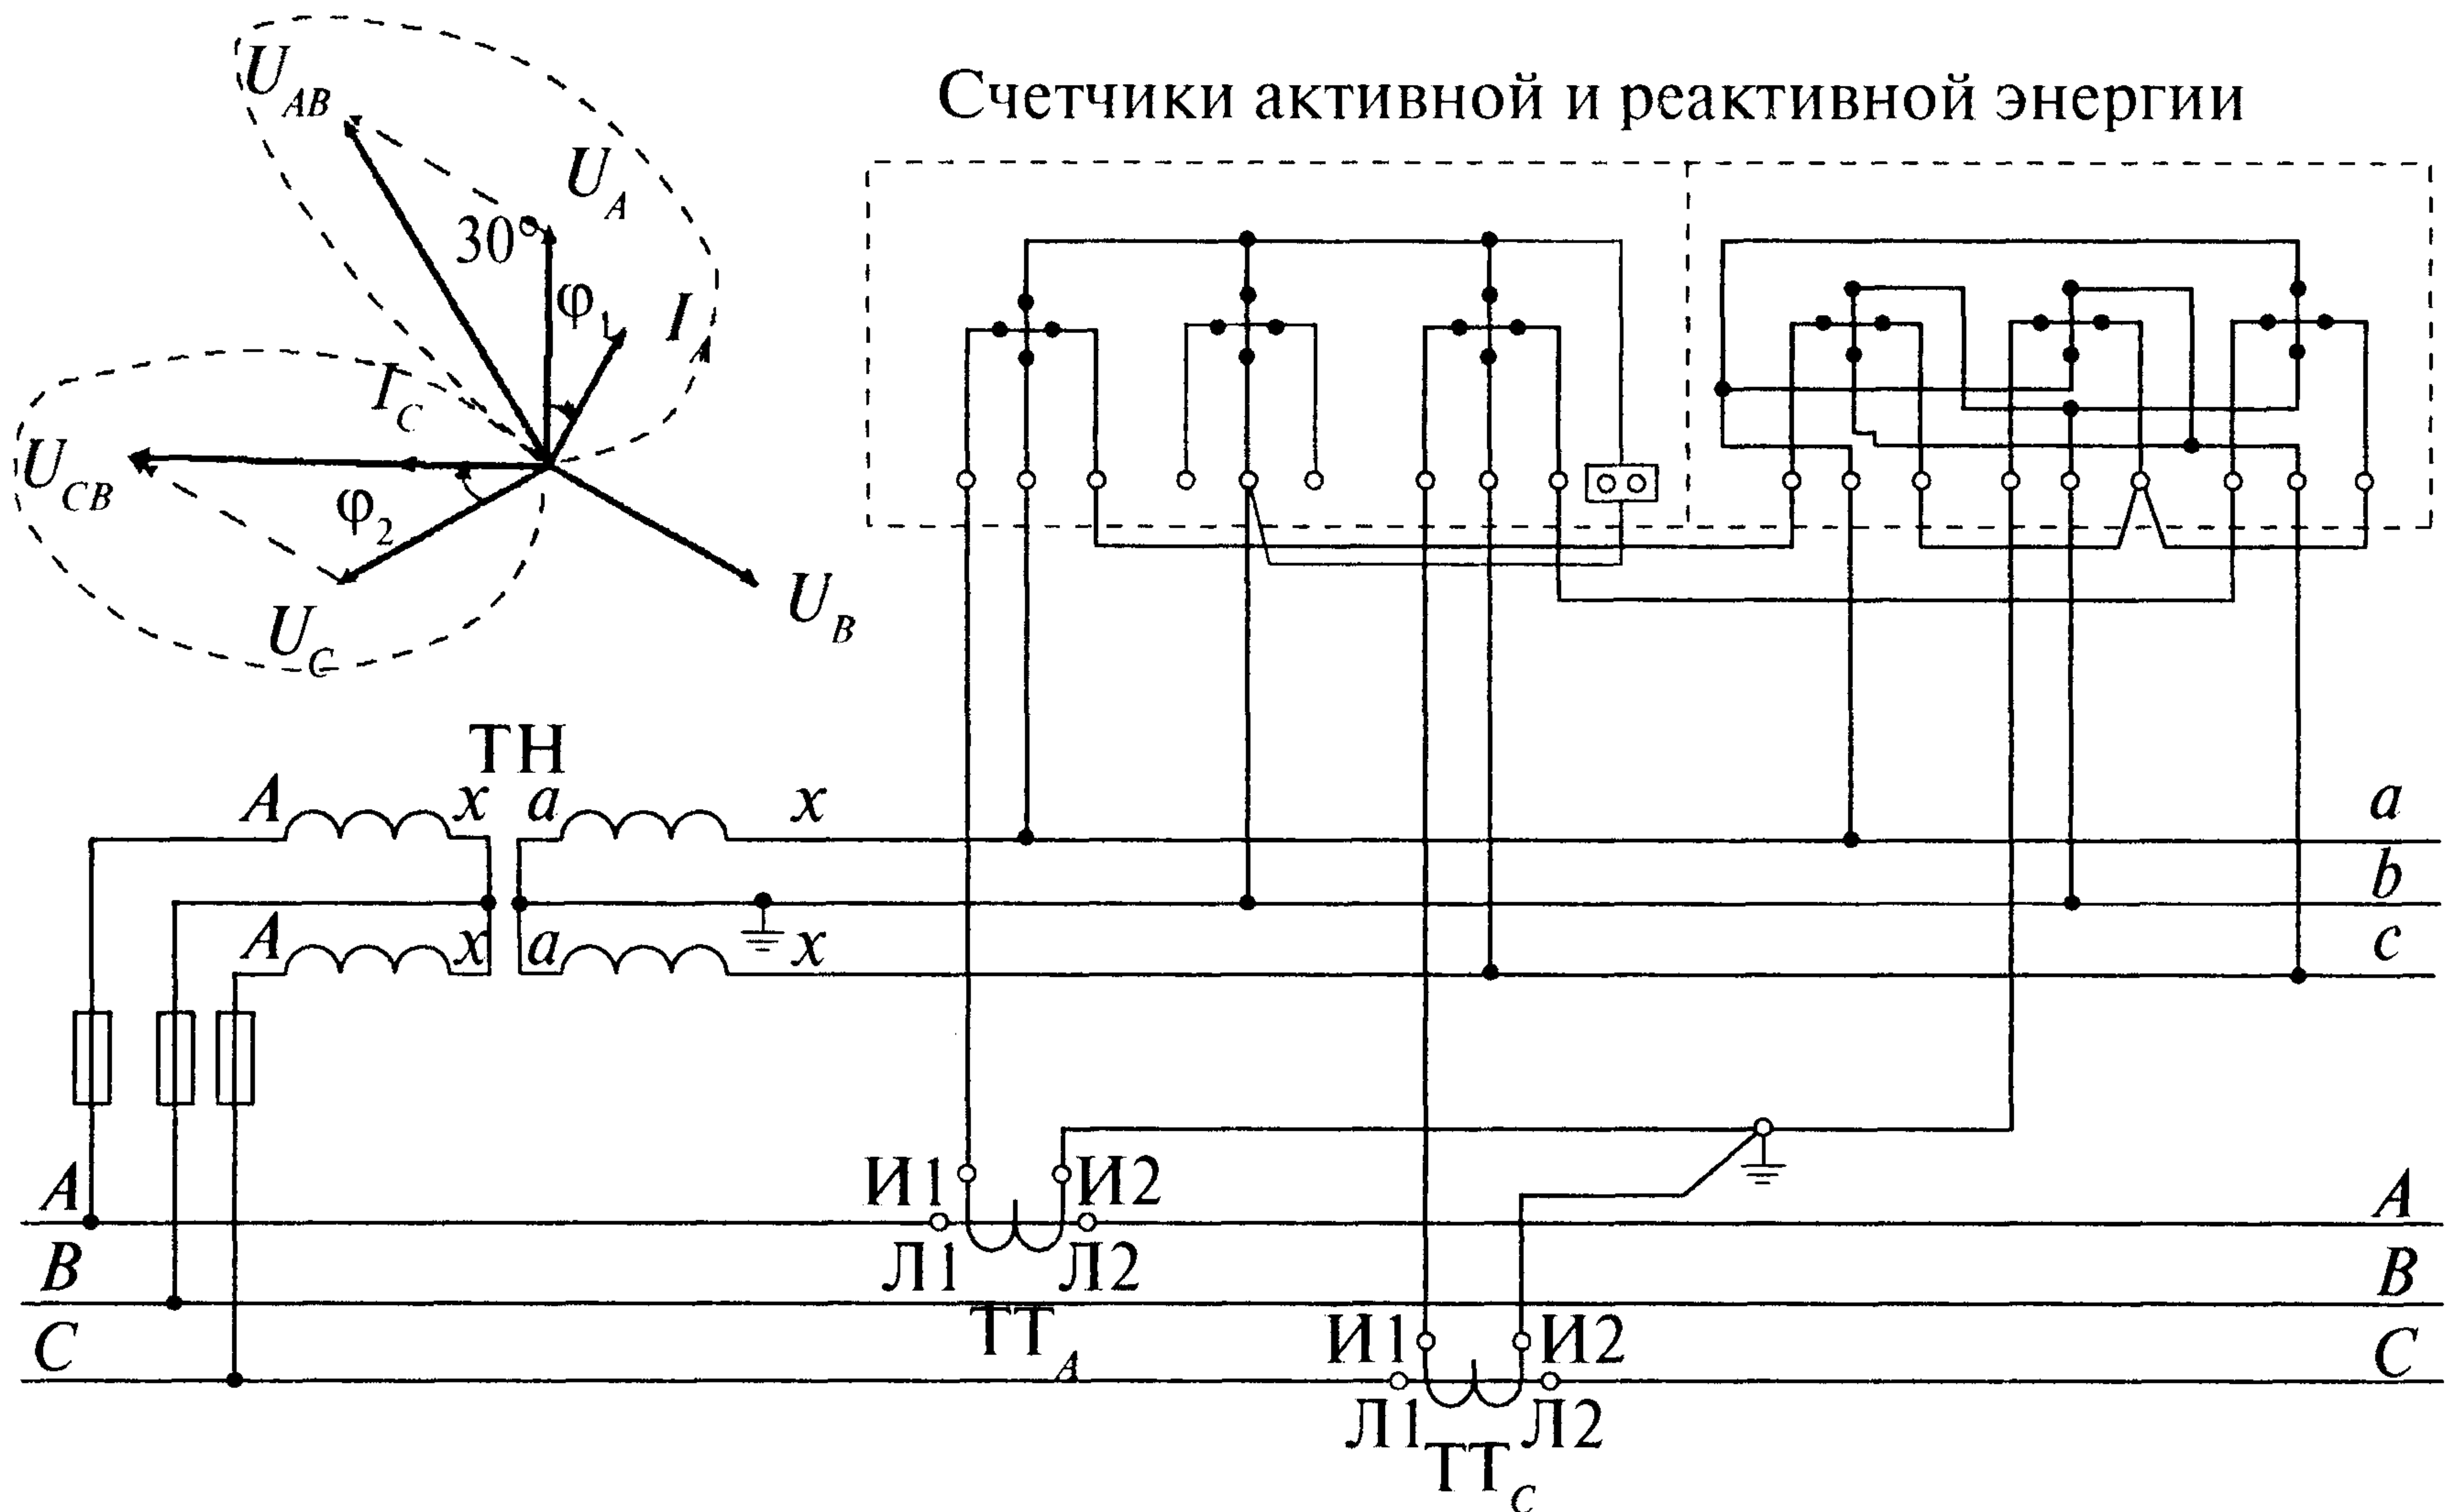 Счетчики активной и реактивной энергии
U_AB
U_A
30°
φ_1
I_A
I_C
U_CB
φ_2
U_C
U_B
ТН
A x a x a
b
A x a x c
И1 И2
A A
Л1 Л2
B B
ТТ_A
И1 И2
C C
Л1 Л2
ТТ_C